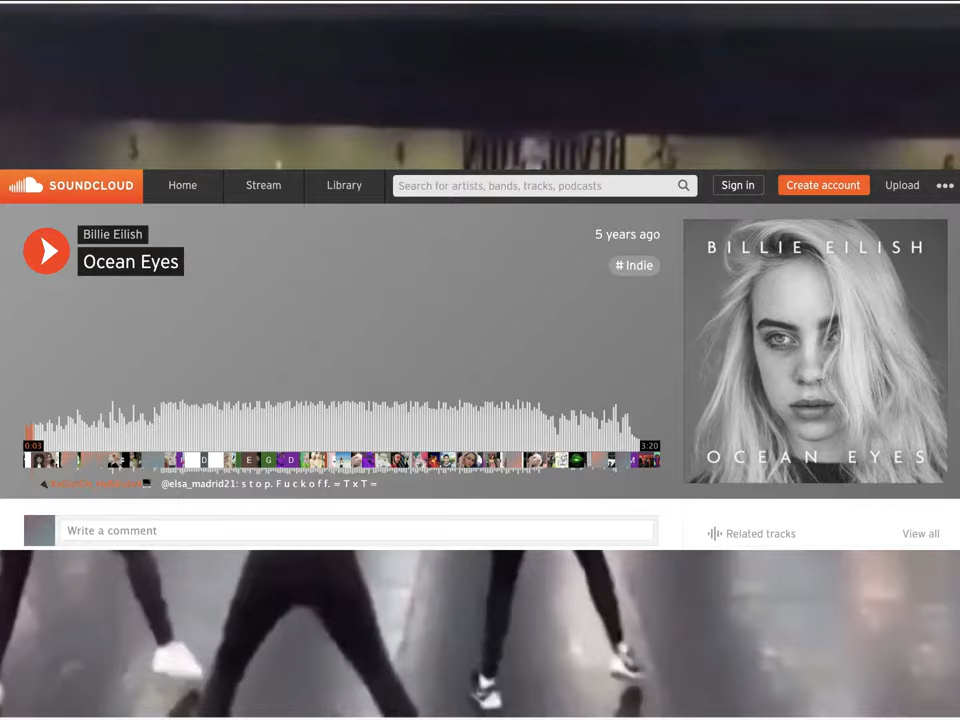 SOUNDCLOUD
Home
Stream
Library
Search for artists, bands, tracks, podcasts
Sign in
Create account
Upload
Billie Eilish
Ocean Eyes
5 years ago
# Indie
BILLIE EILISH
OCEAN EYES
0:03
3:20
D
E
G
D
M
@elsa_madrid21: s t o p. F u c k o f f. = T x T =
Write a comment
Related tracks
View all